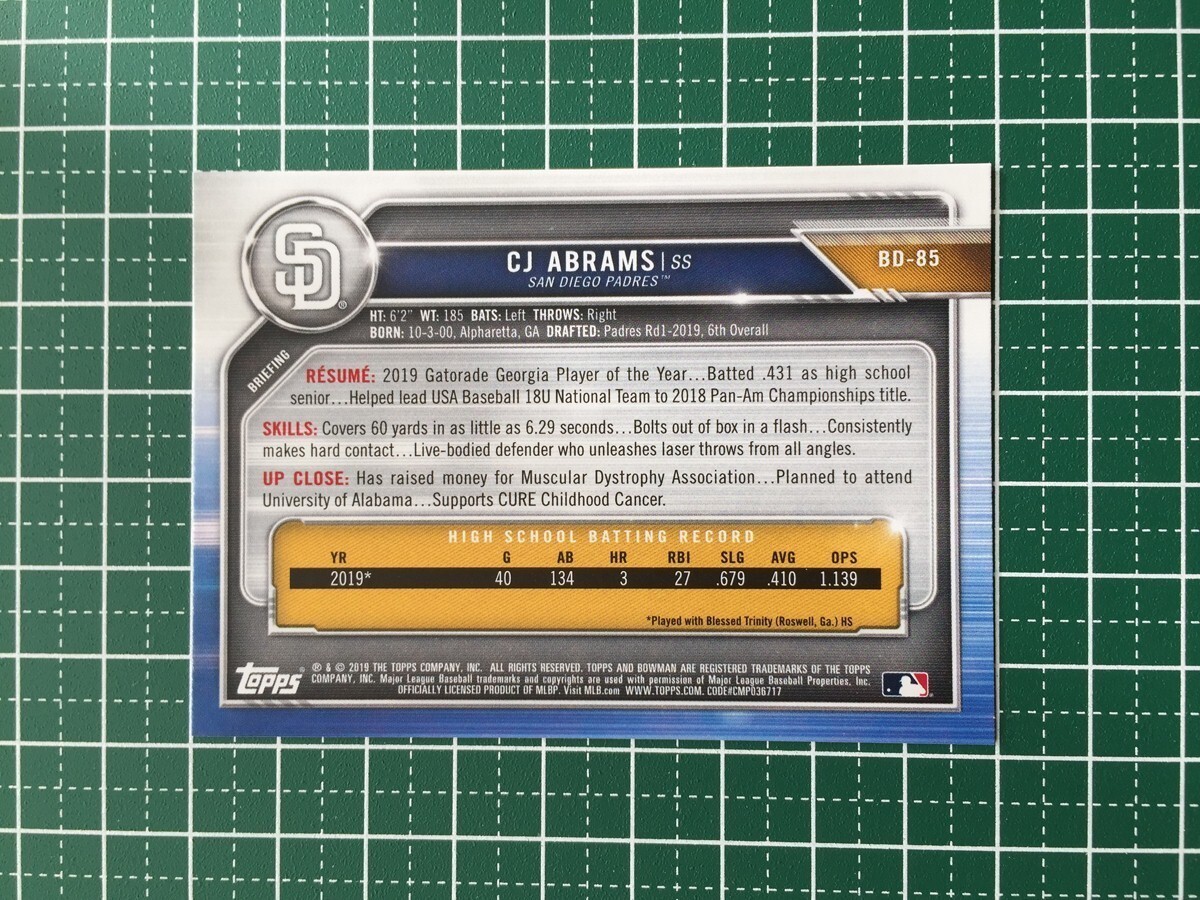 SD®
CJ ABRAMS | SS
SAN DIEGO PADRES™
BD-85
HT: 6'2" WT: 185 BATS: Left THROWS: Right
BORN: 10-3-00, Alpharetta, GA DRAFTED: Padres Rd1-2019, 6th Overall
BRIEFING
RÉSUMÉ: 2019 Gatorade Georgia Player of the Year...Batted .431 as high school
senior...Helped lead USA Baseball 18U National Team to 2018 Pan-Am Championships title.
SKILLS: Covers 60 yards in as little as 6.29 seconds...Bolts out of box in a flash...Consistently
makes hard contact...Live-bodied defender who unleashes laser throws from all angles.
UP CLOSE: Has raised money for Muscular Dystrophy Association...Planned to attend
University of Alabama...Supports CURE Childhood Cancer.
HIGH SCHOOL BATTING RECORD
YR G AB HR RBI SLG AVG OPS
2019* 40 134 3 27 .679 .410 1.139
*Played with Blessed Trinity (Roswell, Ga.) HS
Topps®
® & © 2019 THE TOPPS COMPANY, INC. ALL RIGHTS RESERVED. TOPPS AND BOWMAN ARE REGISTERED TRADEMARKS OF THE TOPPS
COMPANY, INC. Major League Baseball trademarks and copyrights are used with permission of Major League Baseball Properties, Inc.
OFFICIALLY LICENSED PRODUCT OF MLBP. Visit MLB.com WWW.TOPPS.COM. CODE#CMP036717